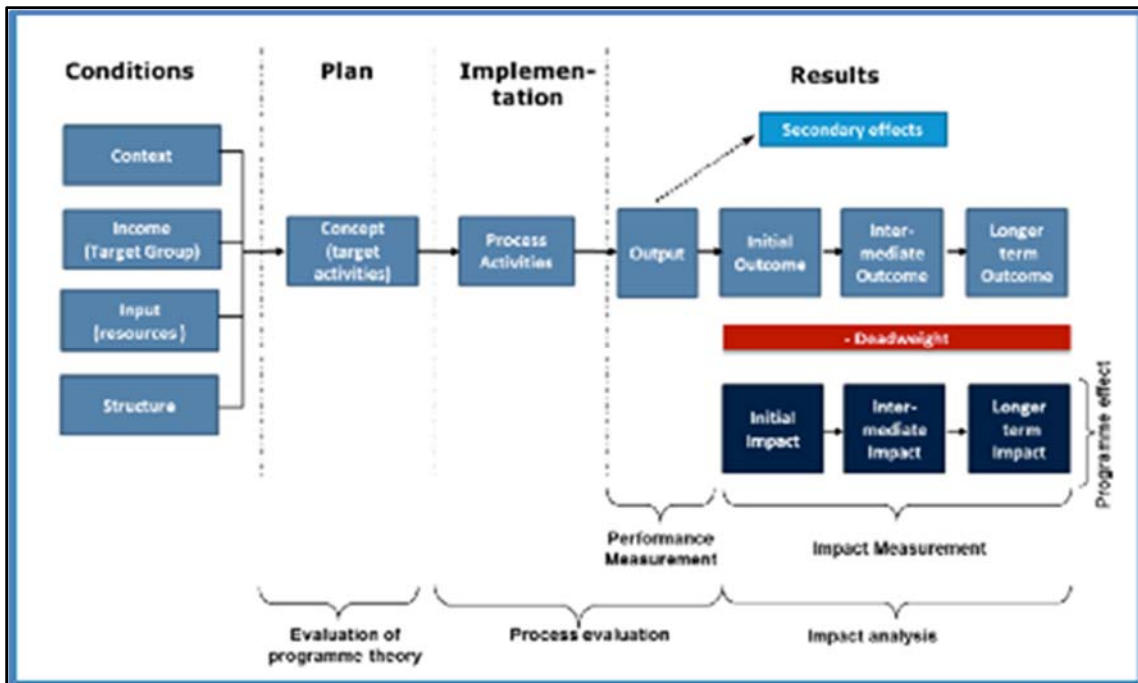 Conditions
Plan
Implemen-
tation
Results
Secondary effects
Context
Income
(Target Group)
Input
(resources)
Structure
Concept
(target
activities)
Process
Activities
Output
Initial
Outcome
Inter-
mediate
Outcome
Longer
term
Outcome
- Deadweight
Initial
Impact
Inter-
mediate
Impact
Longer
term
Impact
Programme effect
Performance
Measurement
Impact Measurement
Evaluation of
programme theory
Process evaluation
Impact analysis